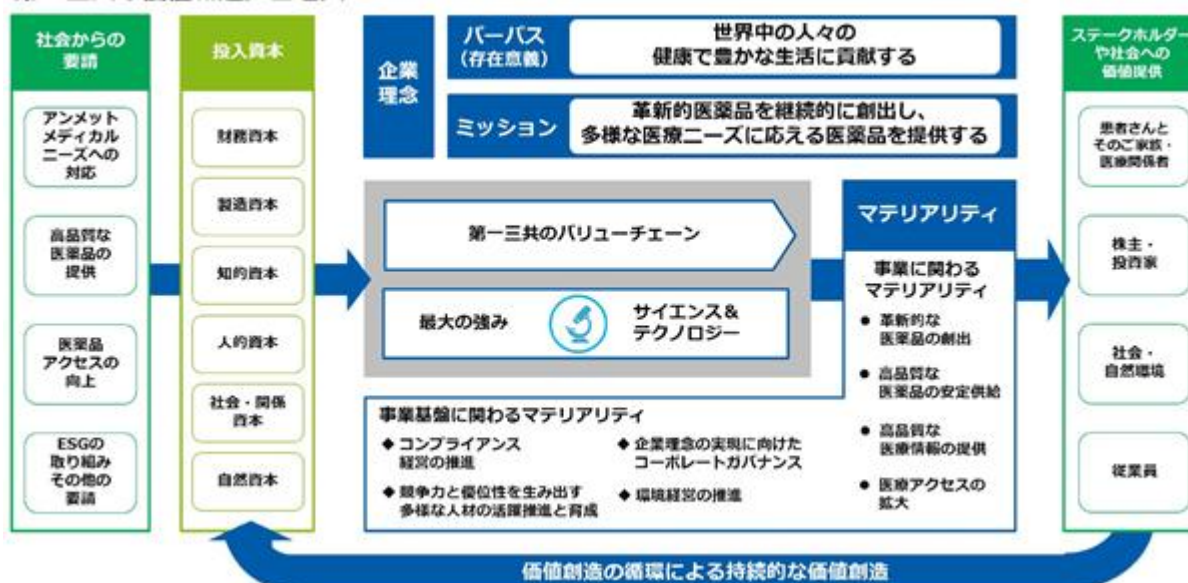 社会からの
要請
アンメット
メディカル
ニーズへの
対応
高品質な
医薬品の
提供
医薬品
アクセスの
向上
ESGの
取り組み
その他の
要請
投入資本
財務資本
製造資本
知的資本
人的資本
社会・関係
資本
自然資本
企業
理念
パーパス
(存在意義)
世界中の人々の
健康で豊かな生活に貢献する
ミッション
革新的医薬品を継続的に創出し、
多様な医療ニーズに応える医薬品を提供する
第一三共のバリューチェーン
最大の強み
サイエンス&
テクノロジー
事業基盤に関わるマテリアリティ
◆ コンプライアンス
経営の推進
◆ 競争力と優位性を生み出す
多様な人材の活躍推進と育成
◆ 企業理念の実現に向けた
コーポレートガバナンス
◆ 環境経営の推進
マテリアリティ
事業に関わる
マテリアリティ
● 革新的な
医薬品の創出
● 高品質な
医薬品の安定供給
● 高品質な
医療情報の提供
● 医療アクセスの
拡大
ステークホルダー
や社会への
価値提供
患者さんと
そのご家族・
医療関係者
株主・
投資家
社会・
自然環境
従業員
価値創造の循環による持続的な価値創造